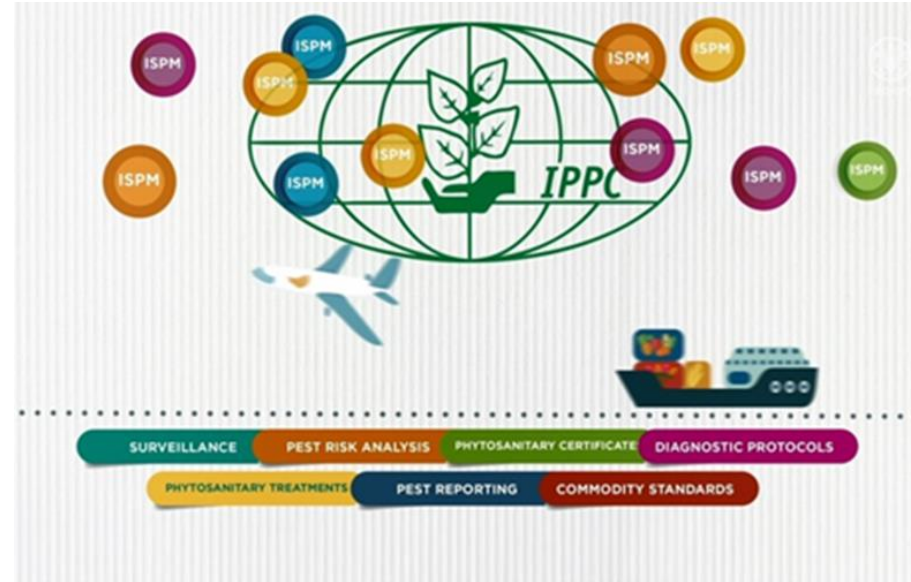 ISPM
ISPM
ISPM
ISPM
ISPM
ISPM
ISPM
ISPM
ISPM
ISPM
ISPM
ISPM
IPPC
SURVEILLANCE
PEST RISK ANALYSIS
PHYTOSANITARY CERTIFICATE
DIAGNOSTIC PROTOCOLS
PHYTOSANITARY TREATMENTS
PEST REPORTING
COMMODITY STANDARDS